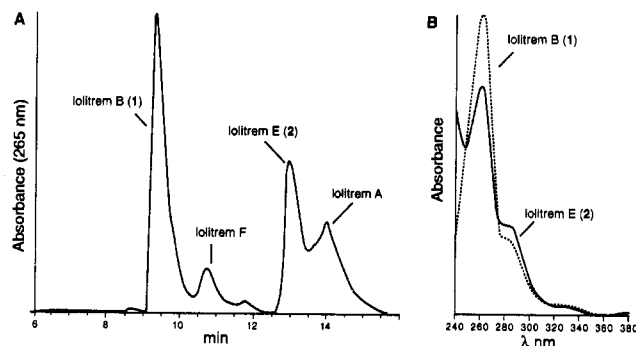 A
Absorbance (265 nm)
lolitrem B (1)
lolitrem F
lolitrem E (2)
lolitrem A
6 8 10 12 14
min
B
Absorbance
lolitrem B (1)
lolitrem E (2)
240 260 280 300 320 340 360 380
λ nm